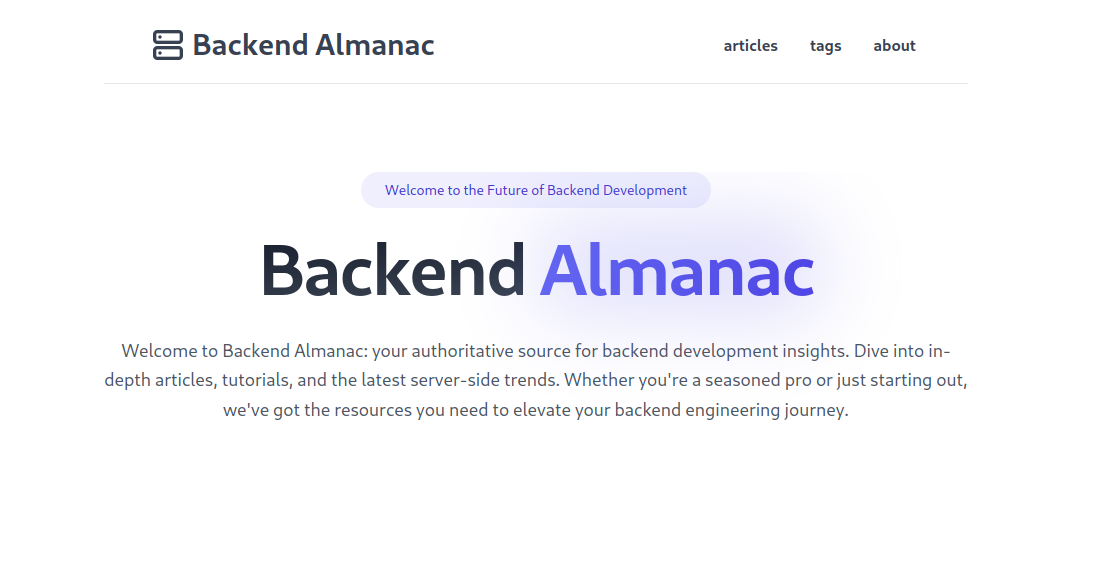 Backend Almanac
articles tags about
Welcome to the Future of Backend Development
Backend Almanac
Welcome to Backend Almanac: your authoritative source for backend development insights. Dive into in-
depth articles, tutorials, and the latest server-side trends. Whether you're a seasoned pro or just starting out,
we've got the resources you need to elevate your backend engineering journey.